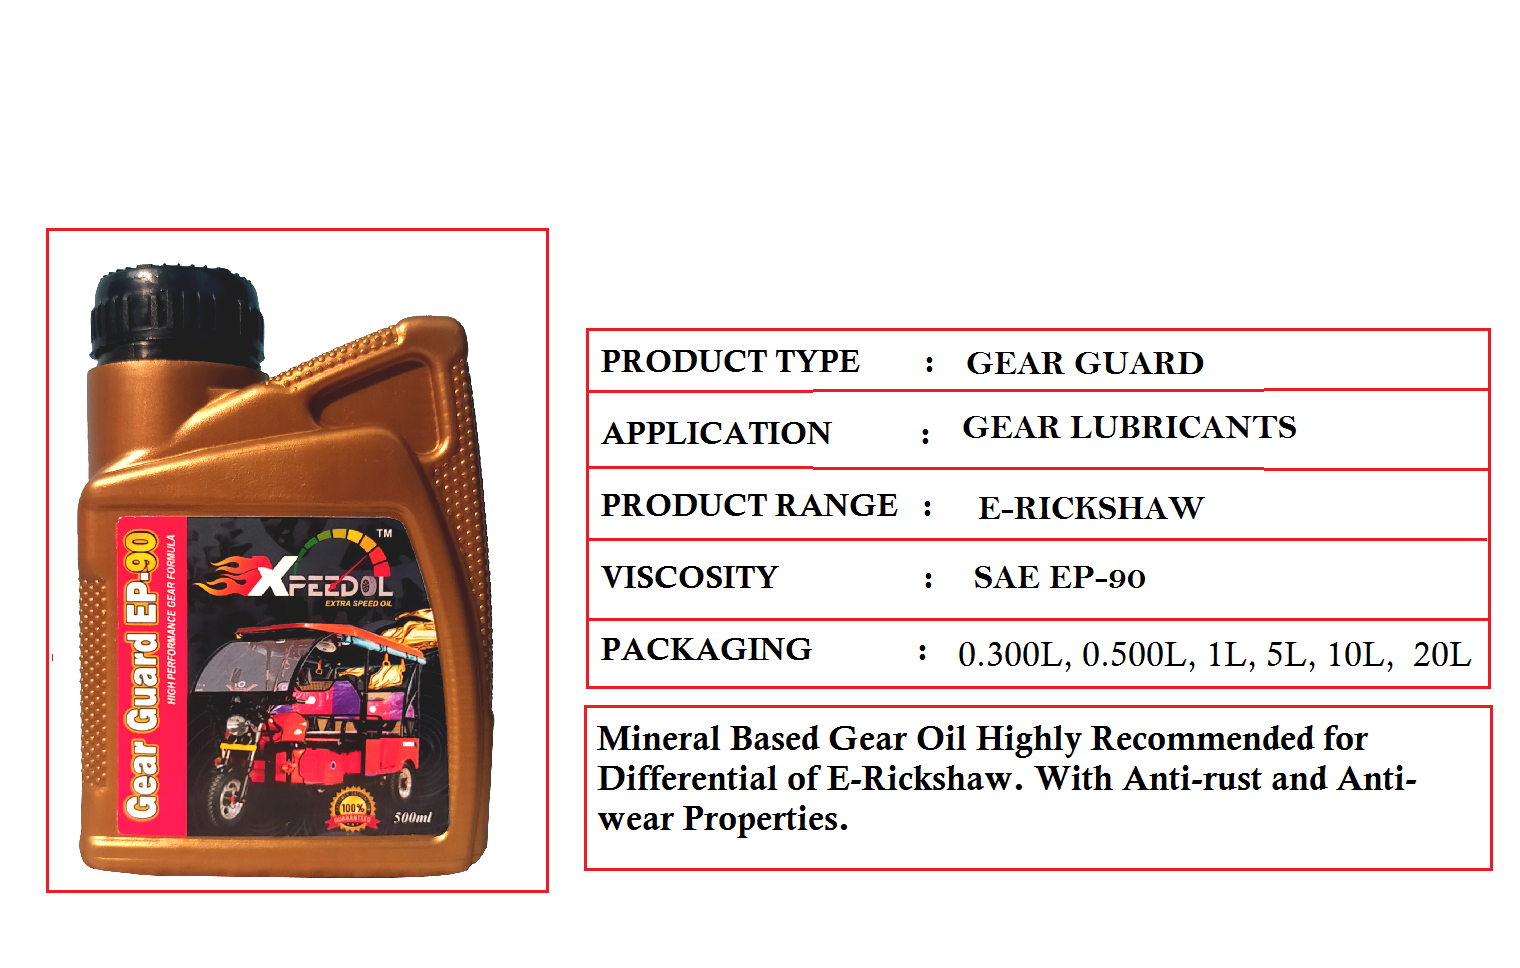 Gear Guard EP-90
HIGH PERFORMANCE GEAR FORMULA
TM
XPEEDOL
EXTRA SPEED OIL
100%
GUARANTEED
500ml
PRODUCT TYPE : GEAR GUARD
APPLICATION : GEAR LUBRICANTS
PRODUCT RANGE : E-RICKSHAW
VISCOSITY : SAE EP-90
PACKAGING : 0.300L, 0.500L, 1L, 5L, 10L, 20L
Mineral Based Gear Oil Highly Recommended for
Differential of E-Rickshaw. With Anti-rust and Anti-
wear Properties.